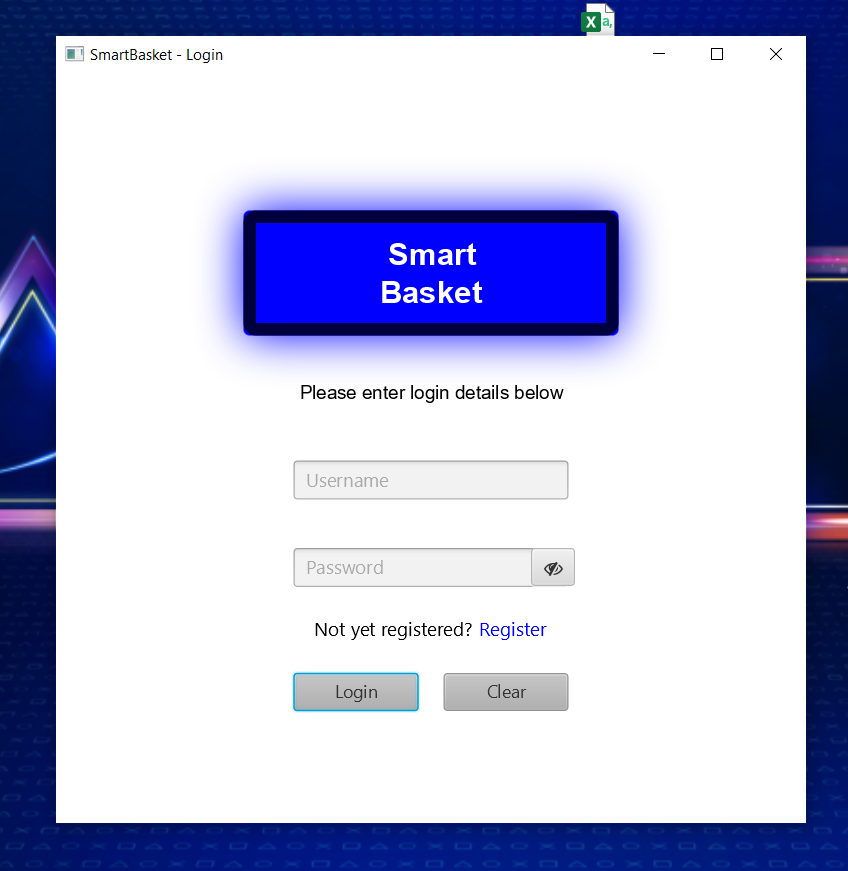 SmartBasket - Login
Smart
Basket
Please enter login details below
Username
Password
Not yet registered? Register
Login
Clear